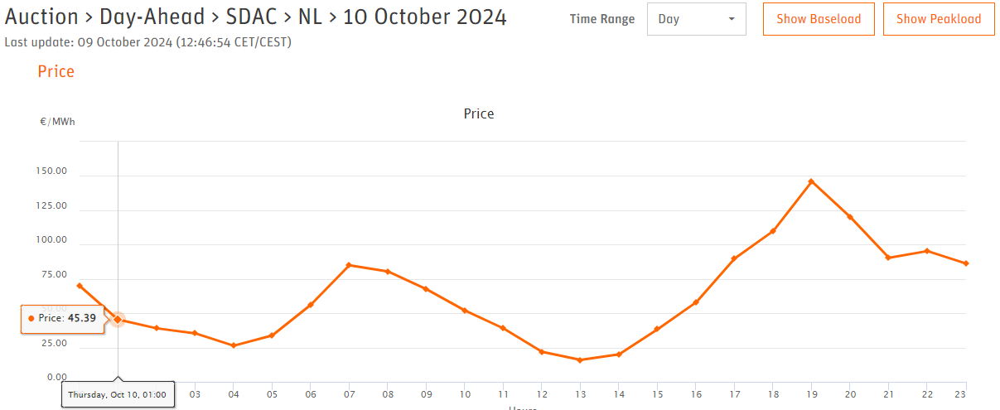 Auction > Day-Ahead > SDAC > NL > 10 October 2024
Time Range
Day
Show Baseload
Show Peakload
Last update: 09 October 2024 (12:46:54 CET/CEST)
Price
Price
€/MWh
150.00
125.00
100.00
75.00
50.00
Price: 45.39
25.00
0.00
Thursday, Oct 10, 01:00
03 04 05 06 07 08 09 10 11 12 13 14 15 16 17 18 19 20 21 22 23
Hours